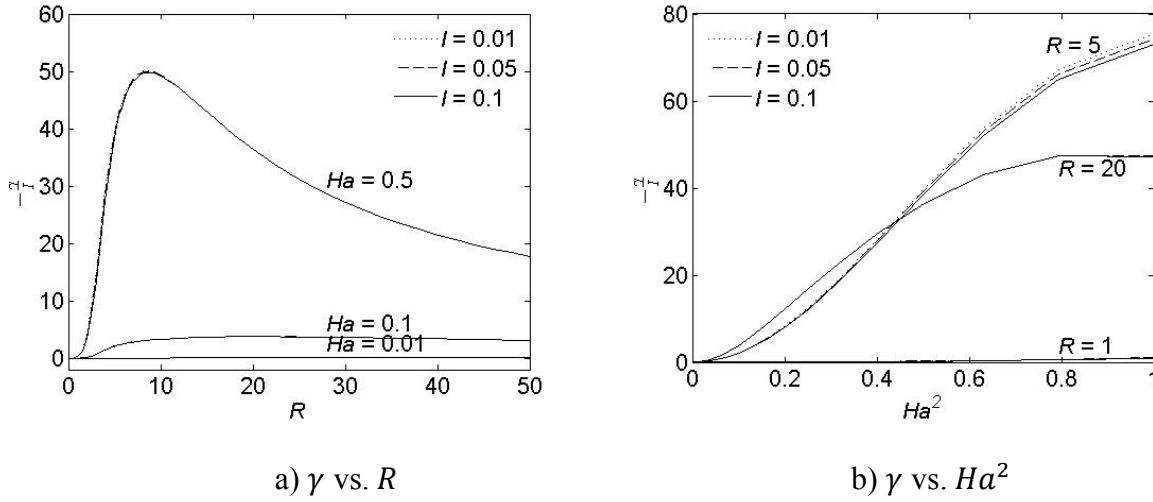 60
50
40
30
20
10
0
0 10 20 30 40 50
R
−γ/I
I = 0.01
I = 0.05
I = 0.1
Ha = 0.5
Ha = 0.1
Ha = 0.01
a) γ vs. R
80
60
40
20
0
0 0.2 0.4 0.6 0.8 1
Ha²
−γ/I
I = 0.01
I = 0.05
I = 0.1
R = 5
R = 20
R = 1
b) γ vs. Ha²